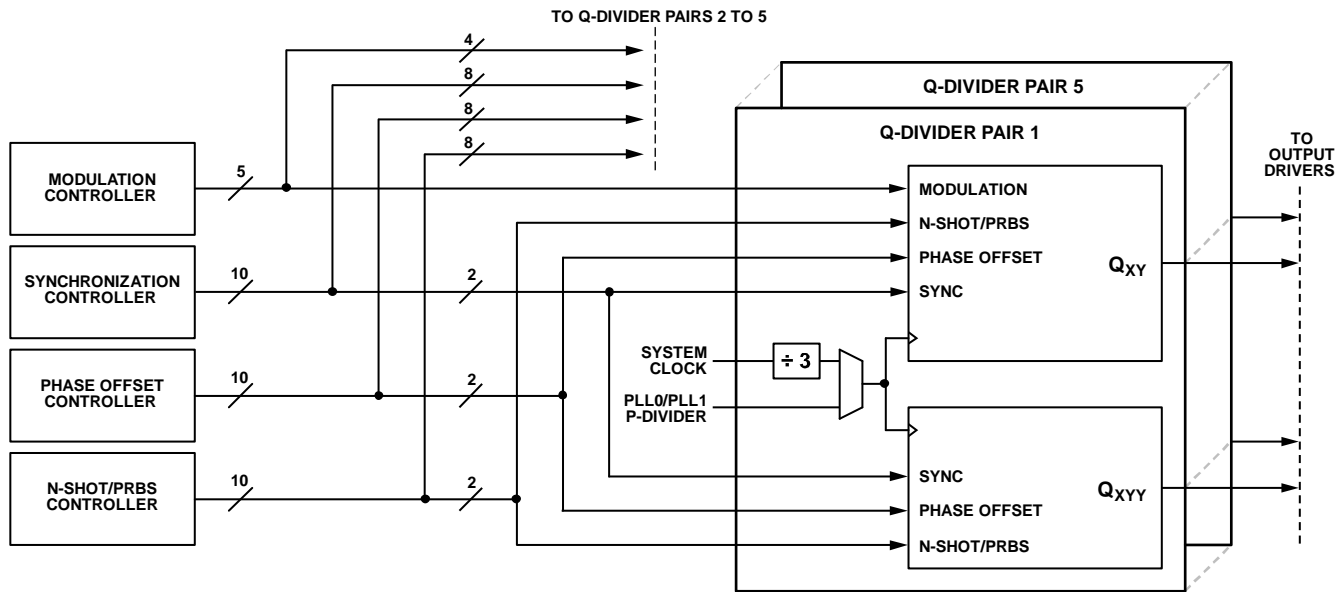 TO Q-DIVIDER PAIRS 2 TO 5
4
8
8
8
Q-DIVIDER PAIR 5
Q-DIVIDER PAIR 1
TO
OUTPUT
DRIVERS
MODULATION
CONTROLLER
5
MODULATION
N-SHOT/PRBS
PHASE OFFSET
SYNC
QXY
SYNCHRONIZATION
CONTROLLER
10
2
SYSTEM
CLOCK
÷ 3
PLL0/PLL1
P-DIVIDER
PHASE OFFSET
CONTROLLER
10
2
N-SHOT/PRBS
CONTROLLER
10
2
SYNC
PHASE OFFSET
N-SHOT/PRBS
QXYY